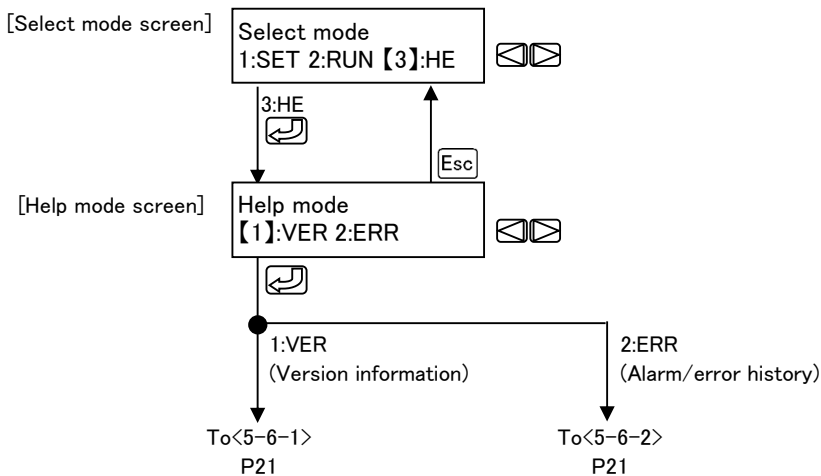 [Select mode screen]
Select mode
1:SET 2:RUN【3】:HE
3:HE
Esc
[Help mode screen]
Help mode
【1】:VER 2:ERR
1:VER
(Version information)
2:ERR
(Alarm/error history)
To<5-6-1>
P21
To<5-6-2>
P21